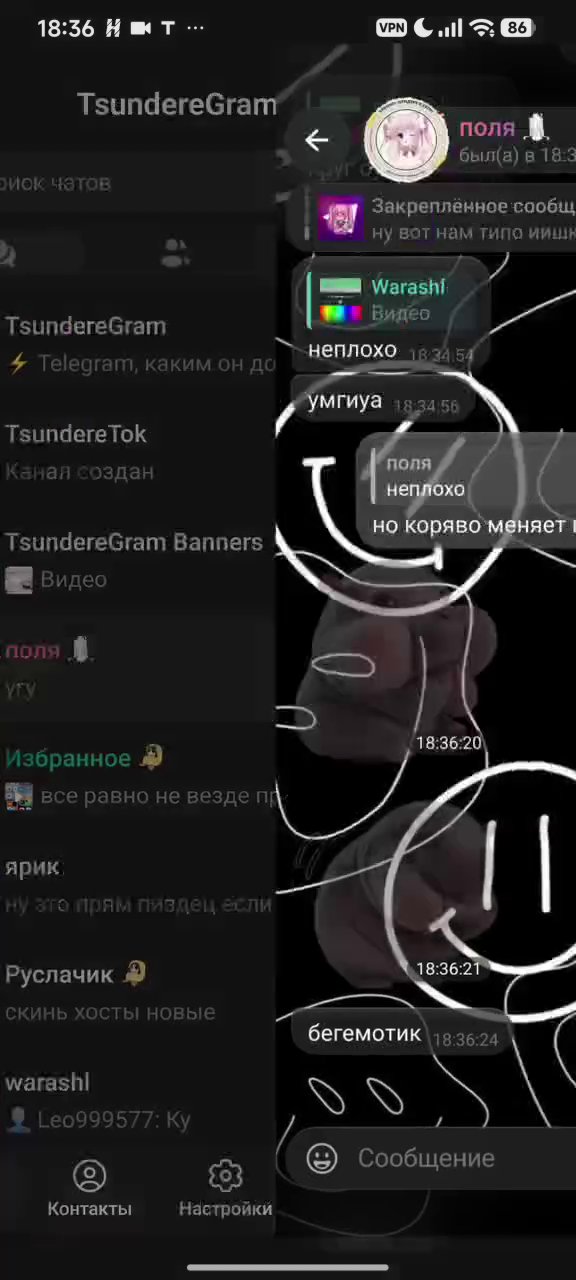 18:36 T ··· VPN 86
TsundereGram
оиск чатов
TsundereGram
⚡ Telegram, каким он до
TsundereTok
Канал создан
TsundereGram Banners
Видео
поля
угу
Избранное
все равно не везде пр
ярик
ну это прям пиздец если
Руслачик
скинь хосты новые
warashl
Leo999577: Ку
Контакты
Настройки
поля
был(а) в 18:3
Закреплённое сообщ
ну вот нам типо иишк
Warashl
Видео
неплохо 18:34:54
умгиуа 18:34:56
поля
неплохо
но коряво меняет
18:36:20
18:36:21
бегемотик 18:36:24
Сообщение